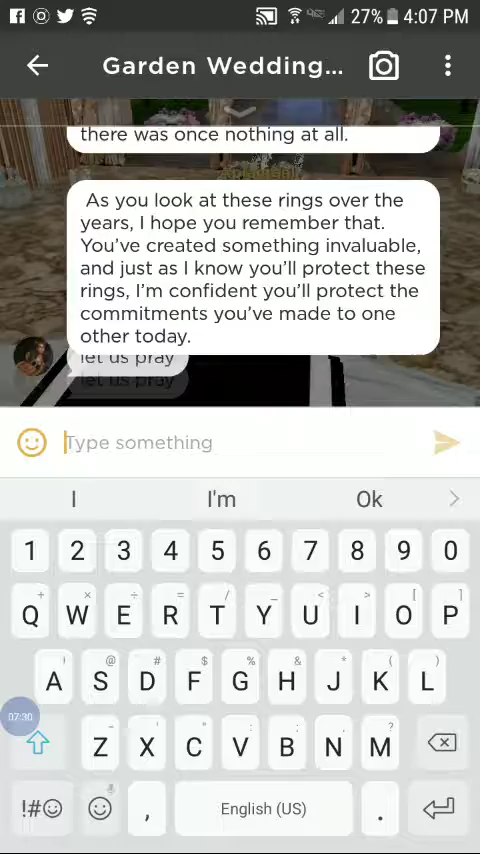 27% 4:07 PM
Garden Wedding...
there was once nothing at all.
As you look at these rings over the
years, I hope you remember that.
You've created something invaluable,
and just as I know you'll protect these
rings, I'm confident you'll protect the
commitments you've made to one
other today.
let us pray
let us pray
Type something
I I'm Ok
1 2 3 4 5 6 7 8 9 0
+ × ÷ = / _ < > [ ]
Q W E R T Y U I O P
! @ # $ % & * ( )
A S D F G H J K L
07:30
- ' " : ; , ?
Z X C V B N M
!#☺ , English (US) .